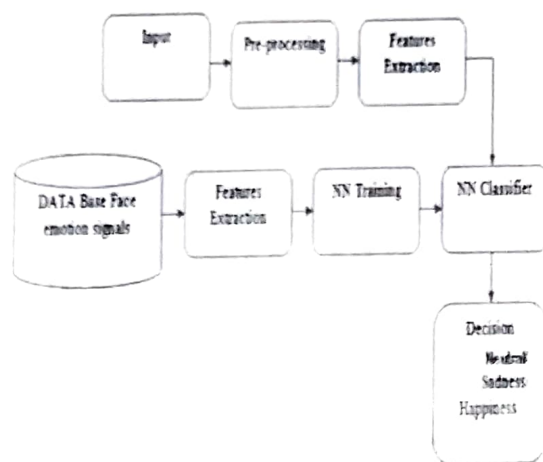 Input
Pre-processing
Features
Extraction
DATA Base Face
emotion signals
Features
Extraction
NN Training
NN Classifier
Decision
Neutral
Sadness
Happiness